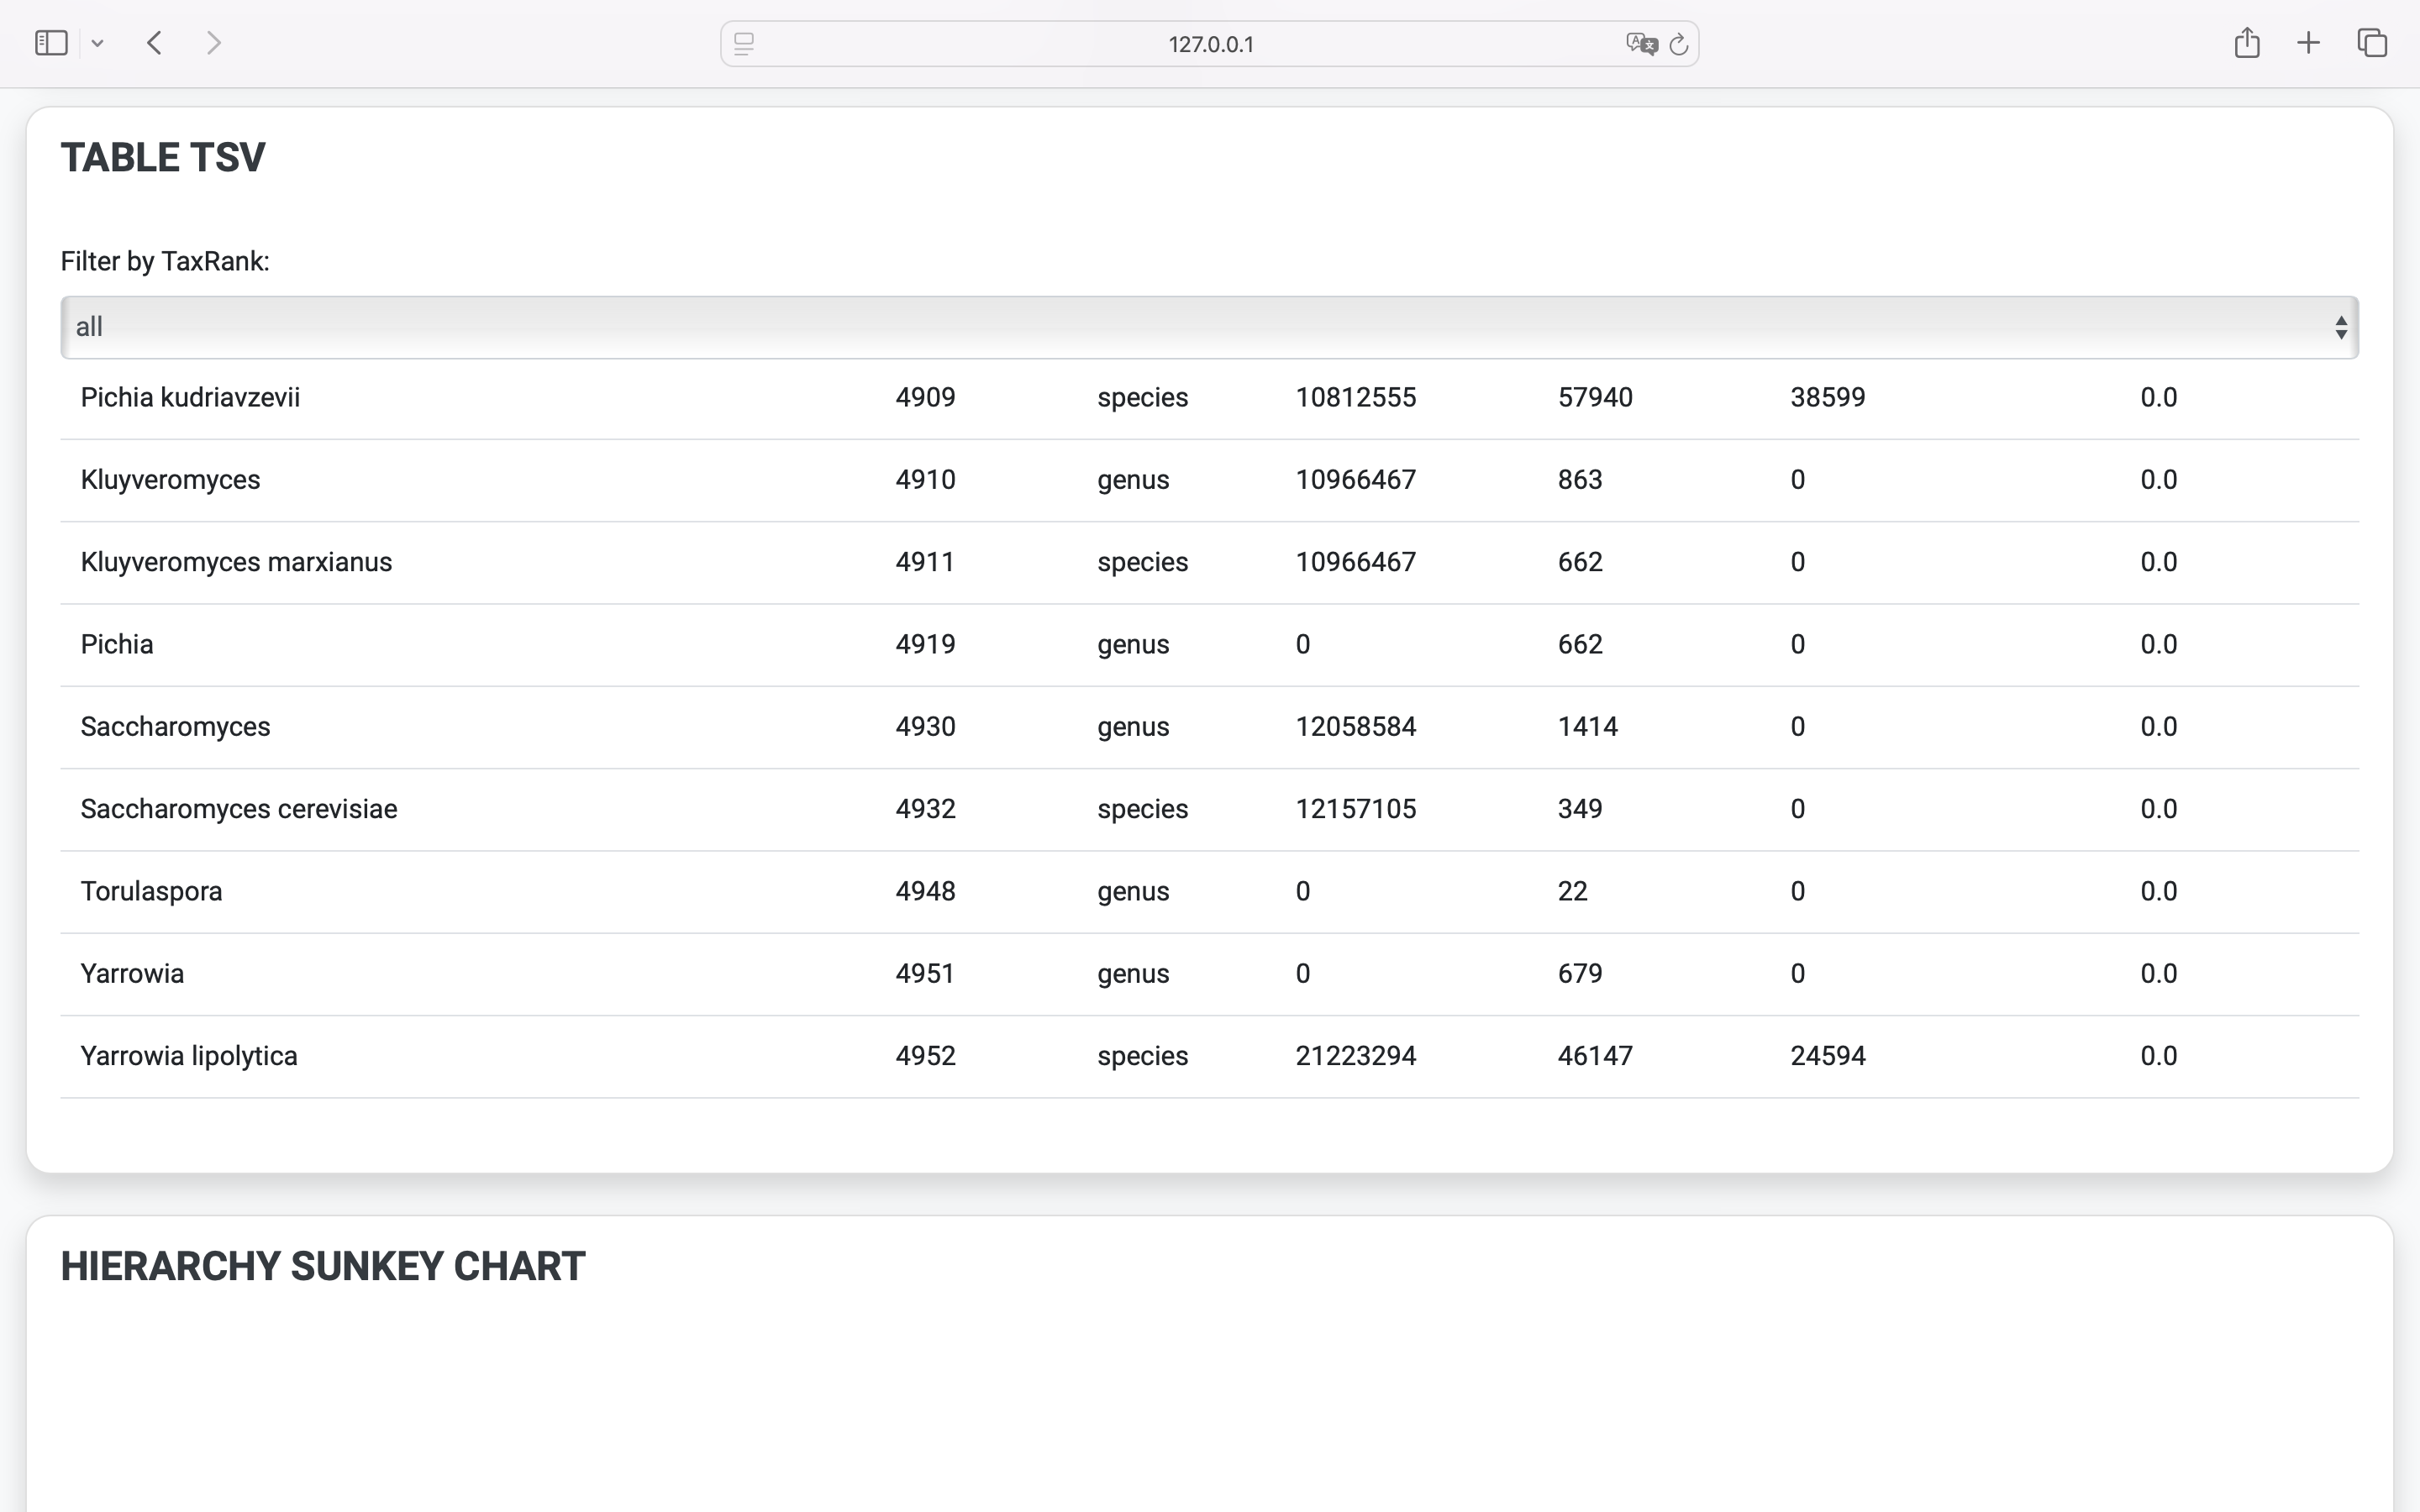 127.0.0.1
TABLE TSV
Filter by TaxRank:
all
Pichia kudriavzevii 4909 species 10812555 57940 38599 0.0
Kluyveromyces 4910 genus 10966467 863 0 0.0
Kluyveromyces marxianus 4911 species 10966467 662 0 0.0
Pichia 4919 genus 0 662 0 0.0
Saccharomyces 4930 genus 12058584 1414 0 0.0
Saccharomyces cerevisiae 4932 species 12157105 349 0 0.0
Torulaspora 4948 genus 0 22 0 0.0
Yarrowia 4951 genus 0 679 0 0.0
Yarrowia lipolytica 4952 species 21223294 46147 24594 0.0
HIERARCHY SUNKEY CHART